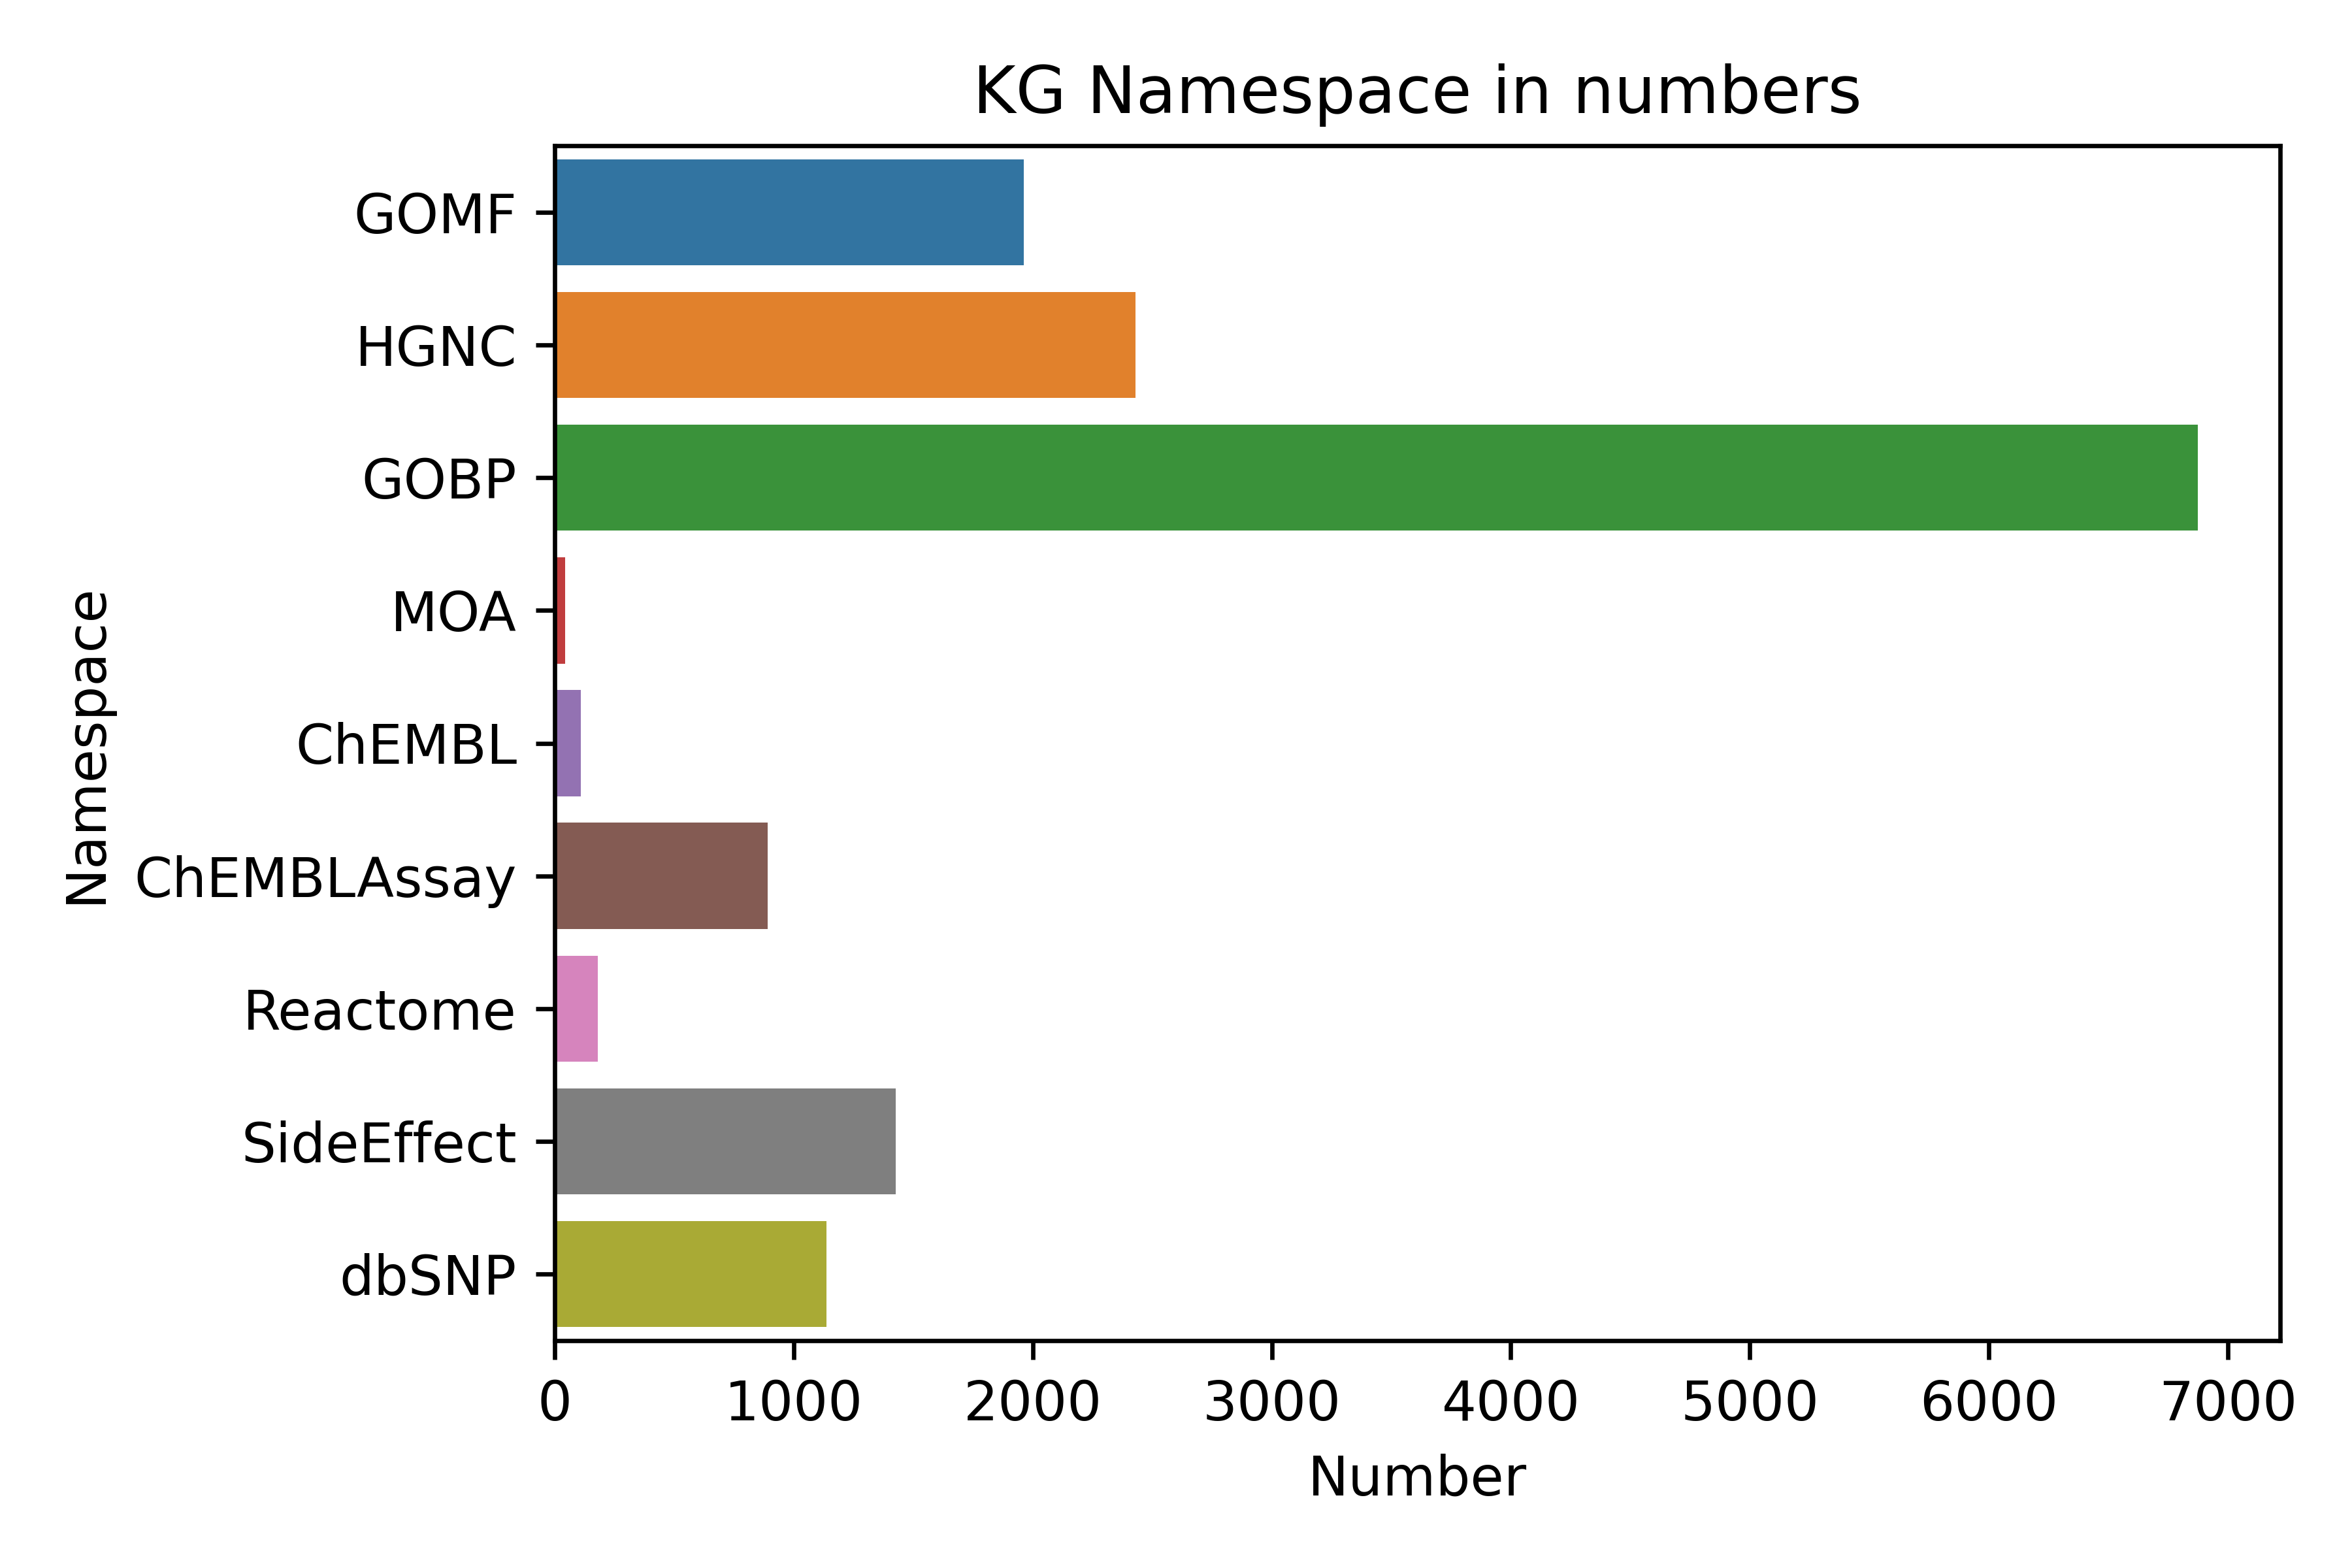 KG Namespace in numbers
Namespace
GOMF
HGNC
GOBP
MOA
ChEMBL
ChEMBLAssay
Reactome
SideEffect
dbSNP
0 1000 2000 3000 4000 5000 6000 7000
Number